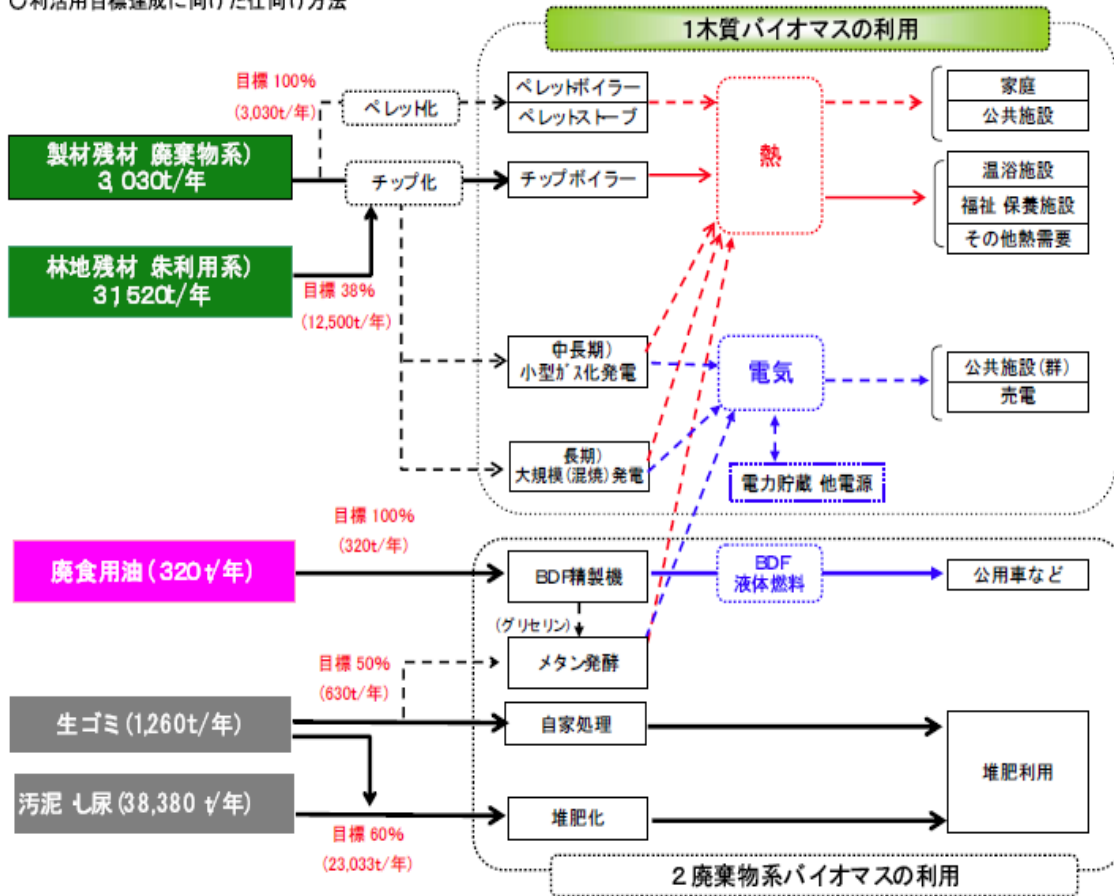 〇利活用目標達成に向けた仕向け方法
1木質バイオマスの利用
目標 100%
(3,030t/年)
ペレット化
ペレットボイラー
ペレットストーブ
熱
家庭
公共施設
製材残材 廃棄物系)
3,030t/年
チップ化
チップボイラー
温浴施設
福祉 保養施設
その他熱需要
林地残材 未利用系)
31,520t/年
目標 38%
(12,500t/年)
中長期)
小型ガス化発電
電気
公共施設(群)
売電
長期)
大規模(混焼)発電
電力貯蔵 他電源
目標 100%
(320t/年)
廃食用油(320t/年)
BDF精製機
BDF
液体燃料
公用車など
(グリセリン)
メタン発酵
目標 50%
(630t/年)
生ゴミ(1,260t/年)
自家処理
堆肥利用
汚泥 し尿(38,380 t/年)
堆肥化
目標 60%
(23,033t/年)
2廃棄物系バイオマスの利用